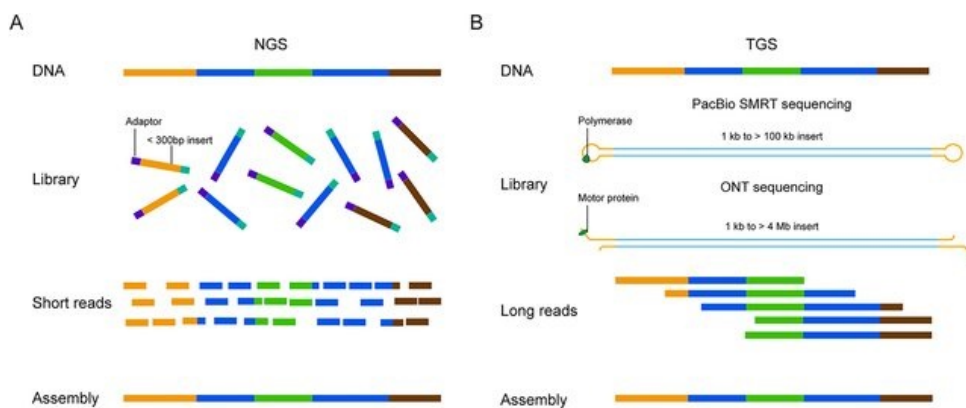 A
NGS
DNA
Adaptor
< 300bp insert
Library
Short reads
Assembly
B
TGS
DNA
PacBio SMRT sequencing
Polymerase
1 kb to > 100 kb insert
Library
ONT sequencing
Motor protein
1 kb to > 4 Mb insert
Long reads
Assembly